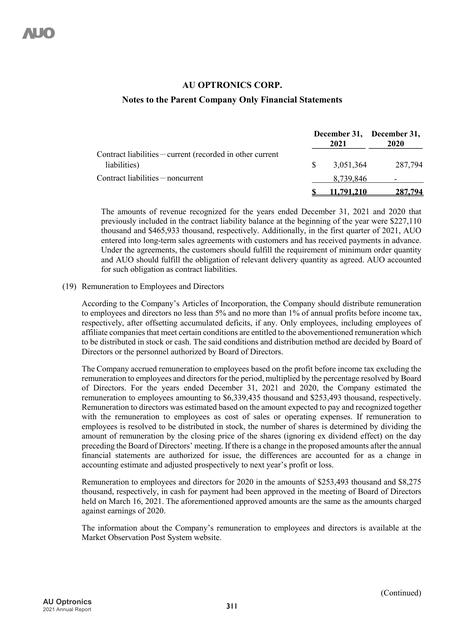 AUO
AU OPTRONICS CORP.
Notes to the Parent Company Only Financial Statements
December 31, 2021 December 31, 2020
Contract liabilities－current (recorded in other current
liabilities) $ 3,051,364 287,794
Contract liabilities－noncurrent 8,739,846 -
$ 11,791,210 287,794
The amounts of revenue recognized for the years ended December 31, 2021 and 2020 that
previously included in the contract liability balance at the beginning of the year were $227,110
thousand and $465,933 thousand, respectively. Additionally, in the first quarter of 2021, AUO
entered into long-term sales agreements with customers and has received payments in advance.
Under the agreements, the customers should fulfill the requirement of minimum order quantity
and AUO should fulfill the obligation of relevant delivery quantity as agreed. AUO accounted
for such obligation as contract liabilities.
(19) Remuneration to Employees and Directors
According to the Company’s Articles of Incorporation, the Company should distribute remuneration
to employees and directors no less than 5% and no more than 1% of annual profits before income tax,
respectively, after offsetting accumulated deficits, if any. Only employees, including employees of
affiliate companies that meet certain conditions are entitled to the abovementioned remuneration which
to be distributed in stock or cash. The said conditions and distribution method are decided by Board of
Directors or the personnel authorized by Board of Directors.
The Company accrued remuneration to employees based on the profit before income tax excluding the
remuneration to employees and directors for the period, multiplied by the percentage resolved by Board
of Directors. For the years ended December 31, 2021 and 2020, the Company estimated the
remuneration to employees amounting to $6,339,435 thousand and $253,493 thousand, respectively.
Remuneration to directors was estimated based on the amount expected to pay and recognized together
with the remuneration to employees as cost of sales or operating expenses. If remuneration to
employees is resolved to be distributed in stock, the number of shares is determined by dividing the
amount of remuneration by the closing price of the shares (ignoring ex dividend effect) on the day
preceding the Board of Directors’ meeting. If there is a change in the proposed amounts after the annual
financial statements are authorized for issue, the differences are accounted for as a change in
accounting estimate and adjusted prospectively to next year’s profit or loss.
Remuneration to employees and directors for 2020 in the amounts of $253,493 thousand and $8,275
thousand, respectively, in cash for payment had been approved in the meeting of Board of Directors
held on March 16, 2021. The aforementioned approved amounts are the same as the amounts charged
against earnings of 2020.
The information about the Company’s remuneration to employees and directors is available at the
Market Observation Post System website.
(Continued)
AU Optronics
2021 Annual Report
311